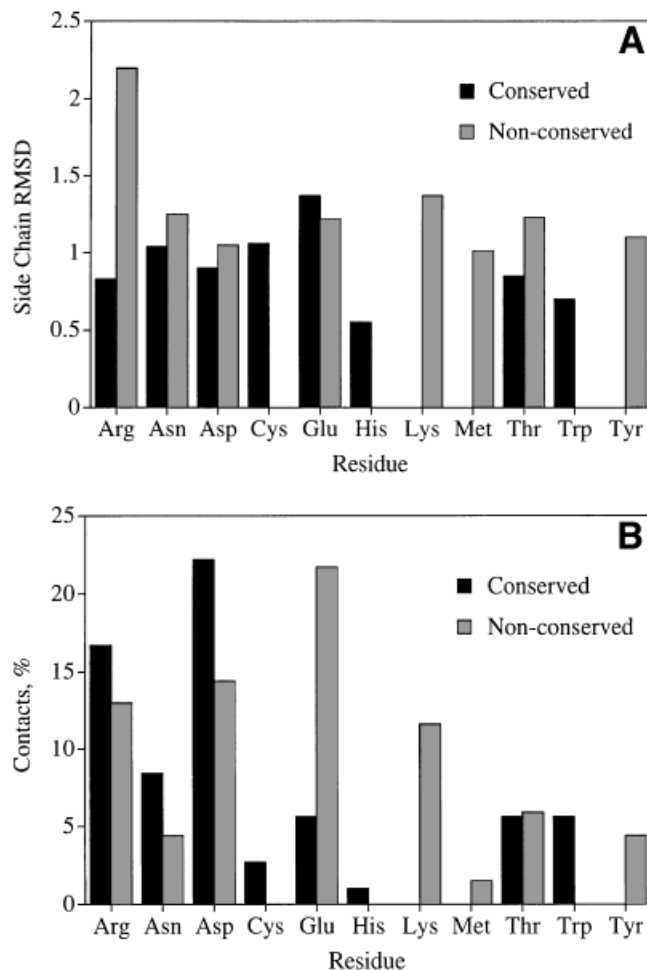 A
2.5
2
1.5
1
0.5
0
Side Chain RMSD
Conserved
Non-conserved
Arg Asn Asp Cys Glu His Lys Met Thr Trp Tyr
Residue
B
25
20
15
10
5
0
Contacts, %
Conserved
Non-conserved
Arg Asn Asp Cys Glu His Lys Met Thr Trp Tyr
Residue